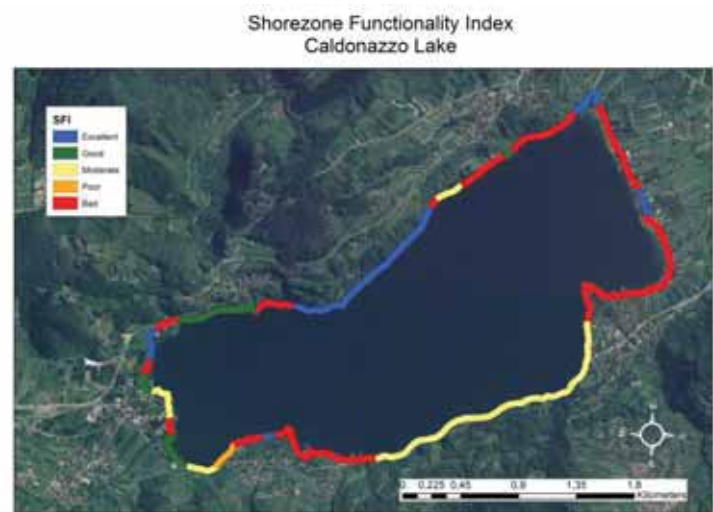 Shorezone Functionality Index
Caldonazzo Lake
SFI
Excellent
Good
Moderate
Poor
Bad
0 0,225 0,45 0,9 1,35 1,8
Kilometers